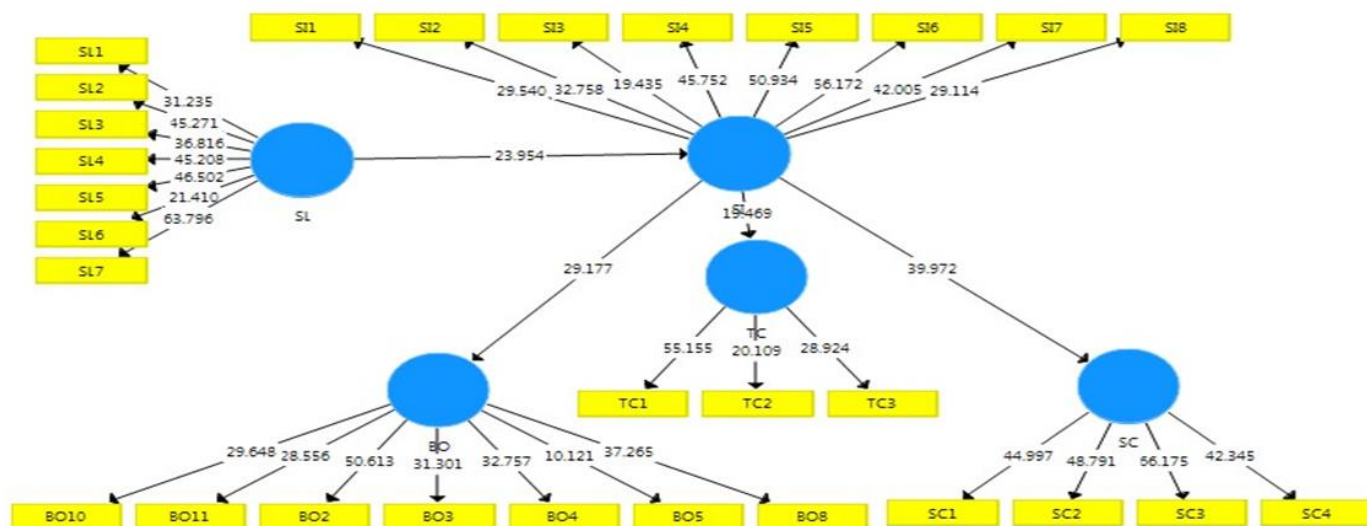 SI1 SI2 SI3 SI4 SI5 SI6 SI7 SI8
SL1
SL2
SL3
SL4
SL5
SL6
SL7
31.235
45.271
36.816
45.208
46.502
21.410
63.796
SL
29.540 32.758 19.435 45.752 50.934 56.172 42.005 29.114
23.954
SI
19.469
29.177
39.972
TC
55.155 20.109 28.924
TC1 TC2 TC3
BO
29.648 28.556 50.613 31.301 32.757 10.121 37.265
BO10 BO11 BO2 BO3 BO4 BO5 BO8
SC
44.997 48.791 56.175 42.345
SC1 SC2 SC3 SC4